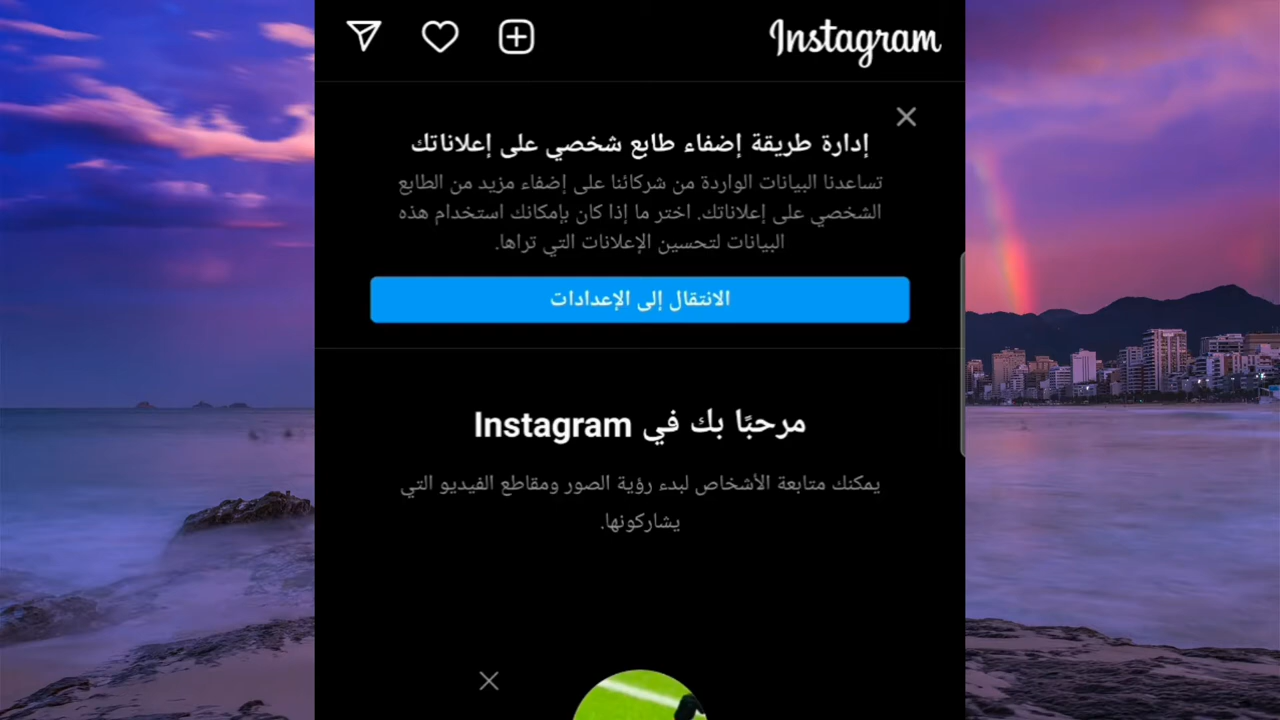 Instagram
إدارة طريقة إضفاء طابع شخصي على إعلاناتك
تساعدنا البيانات الواردة من شركائنا على إضفاء مزيد من الطابع
الشخصي على إعلاناتك. اختر ما إذا كان بإمكانك استخدام هذه
البيانات لتحسين الإعلانات التي تراها.
الانتقال إلى الإعدادات
مرحبًا بك في Instagram
يمكنك متابعة الأشخاص لبدء رؤية الصور ومقاطع الفيديو التي
يشاركونها.